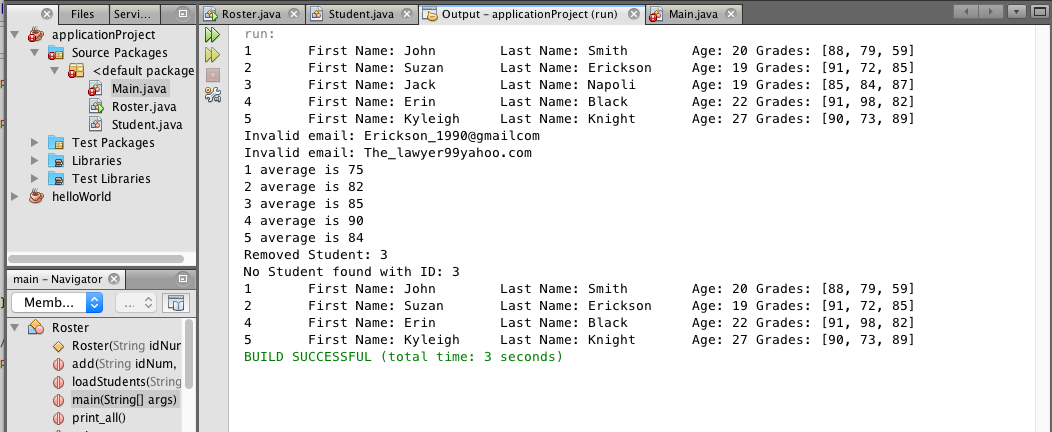 Files Servi...
applicationProject
Source Packages
<default package
Main.java
Roster.java
Student.java
Test Packages
Libraries
Test Libraries
helloWorld
main – Navigator
Memb... ...
Roster
Roster(String idNur
add(String idNum,
loadStudents(String
main(String[] args)
print_all()
Roster.java Student.java Output – applicationProject (run) Main.java
run:
1 First Name: John Last Name: Smith Age: 20 Grades: [88, 79, 59]
2 First Name: Suzan Last Name: Erickson Age: 19 Grades: [91, 72, 85]
3 First Name: Jack Last Name: Napoli Age: 19 Grades: [85, 84, 87]
4 First Name: Erin Last Name: Black Age: 22 Grades: [91, 98, 82]
5 First Name: Kyleigh Last Name: Knight Age: 27 Grades: [90, 73, 89]
Invalid email: Erickson_1990@gmailcom
Invalid email: The_lawyer99yahoo.com
1 average is 75
2 average is 82
3 average is 85
4 average is 90
5 average is 84
Removed Student: 3
No Student found with ID: 3
1 First Name: John Last Name: Smith Age: 20 Grades: [88, 79, 59]
2 First Name: Suzan Last Name: Erickson Age: 19 Grades: [91, 72, 85]
4 First Name: Erin Last Name: Black Age: 22 Grades: [91, 98, 82]
5 First Name: Kyleigh Last Name: Knight Age: 27 Grades: [90, 73, 89]
BUILD SUCCESSFUL (total time: 3 seconds)